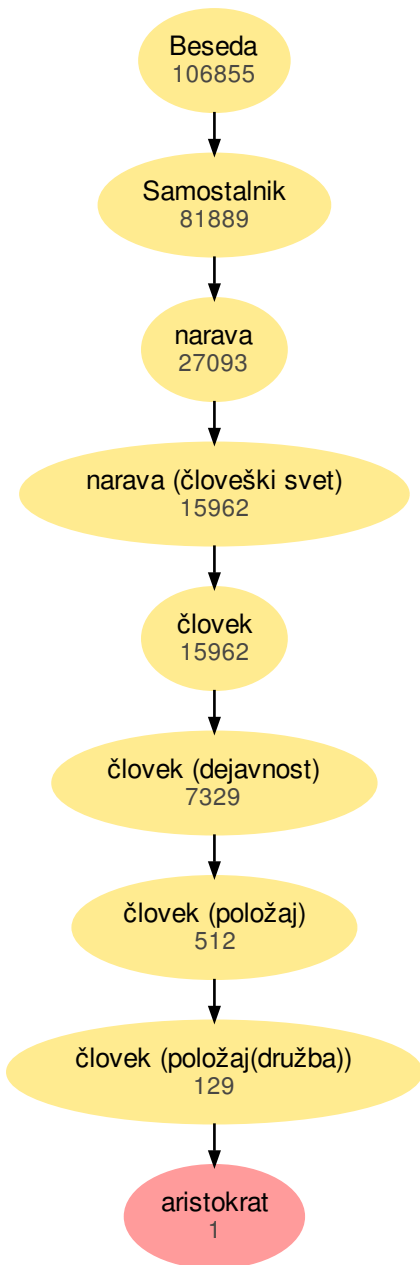 Beseda
106855
Samostalnik
81889
narava
27093
narava (človeški svet)
15962
človek
15962
človek (dejavnost)
7329
človek (položaj)
512
človek (položaj(družba))
129
aristokrat
1